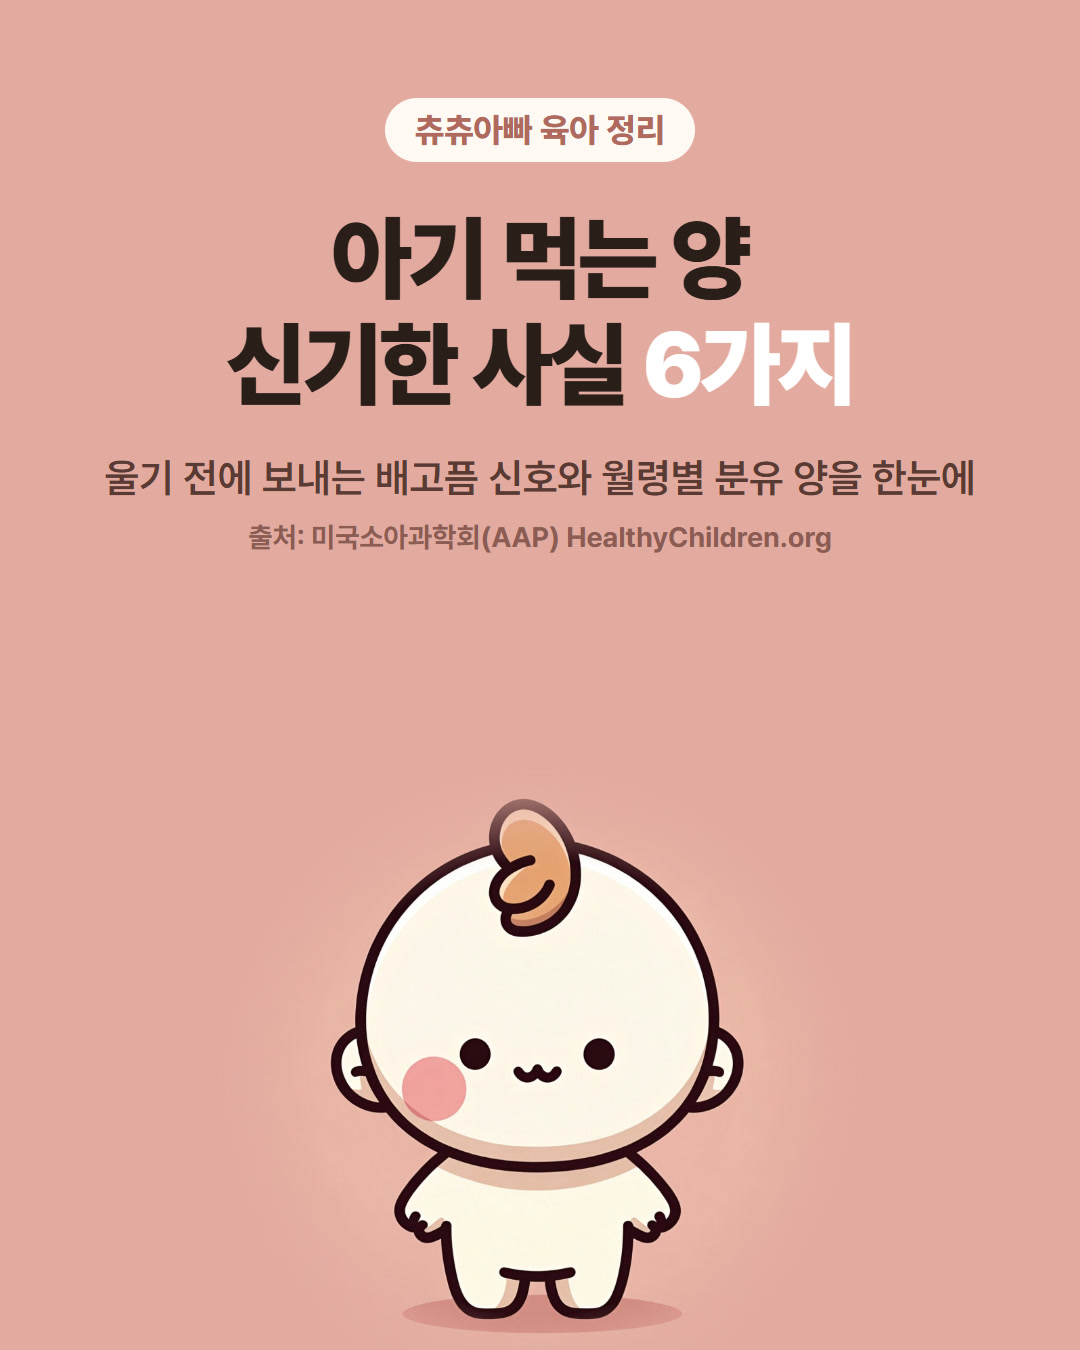 츄츄아빠 육아 정리
아기 먹는 양
신기한 사실 6가지
울기 전에 보내는 배고픔 신호와 월령별 분유 양을 한눈에
출처: 미국소아과학회(AAP) HealthyChildren.org